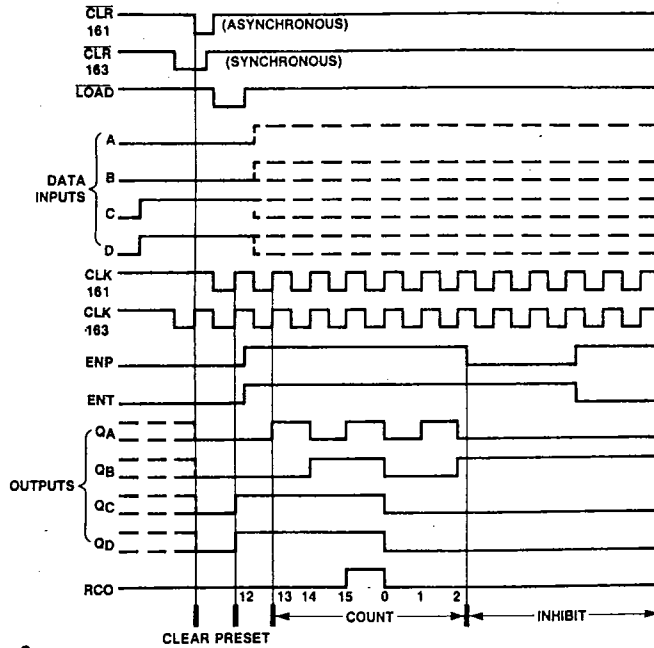 CLR
161
(ASYNCHRONOUS)
CLR
163
(SYNCHRONOUS)
LOAD
A
B
DATA
INPUTS
C
D
CLK
161
CLK
163
ENP
ENT
QA
QB
OUTPUTS
QC
QD
RCO
12 13 14 15 0 1 2
COUNT
INHIBIT
CLEAR PRESET